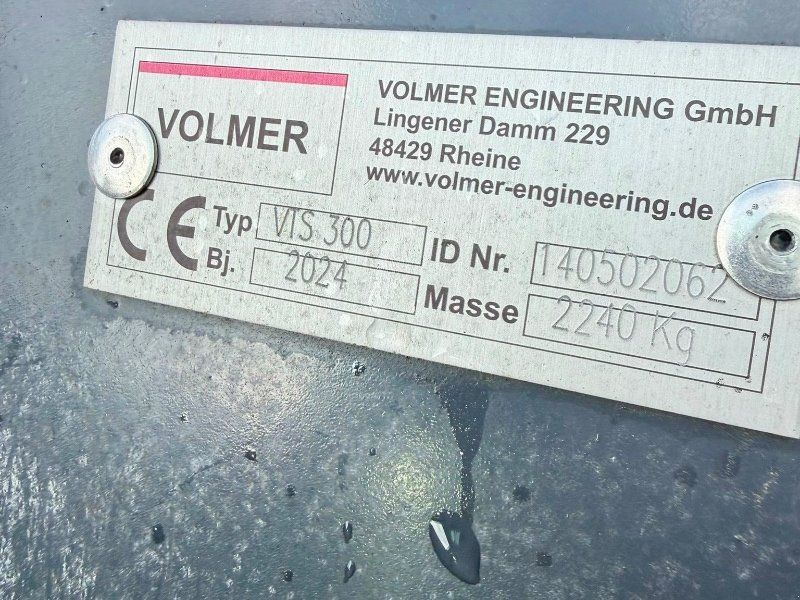 VOLMER
VOLMER ENGINEERING GmbH
Lingener Damm 229
48429 Rheine
www.volmer-engineering.de
CE
Typ VTS 300
Bj. 2024
ID Nr. 140502062
Masse 2240 Kg